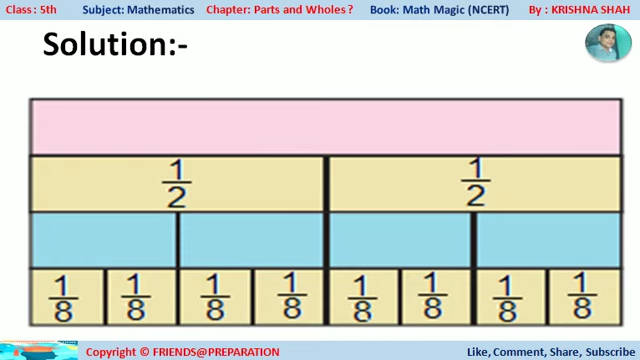 Class : 5th Subject: Mathematics Chapter: Parts and Wholes ? Book: Math Magic (NCERT) By : KRISHNA SHAH
Solution:-
1/2 1/2
1/8 1/8 1/8 1/8 1/8 1/8 1/8 1/8
Copyright © FRIENDS@PREPARATION Like, Comment, Share, Subscribe